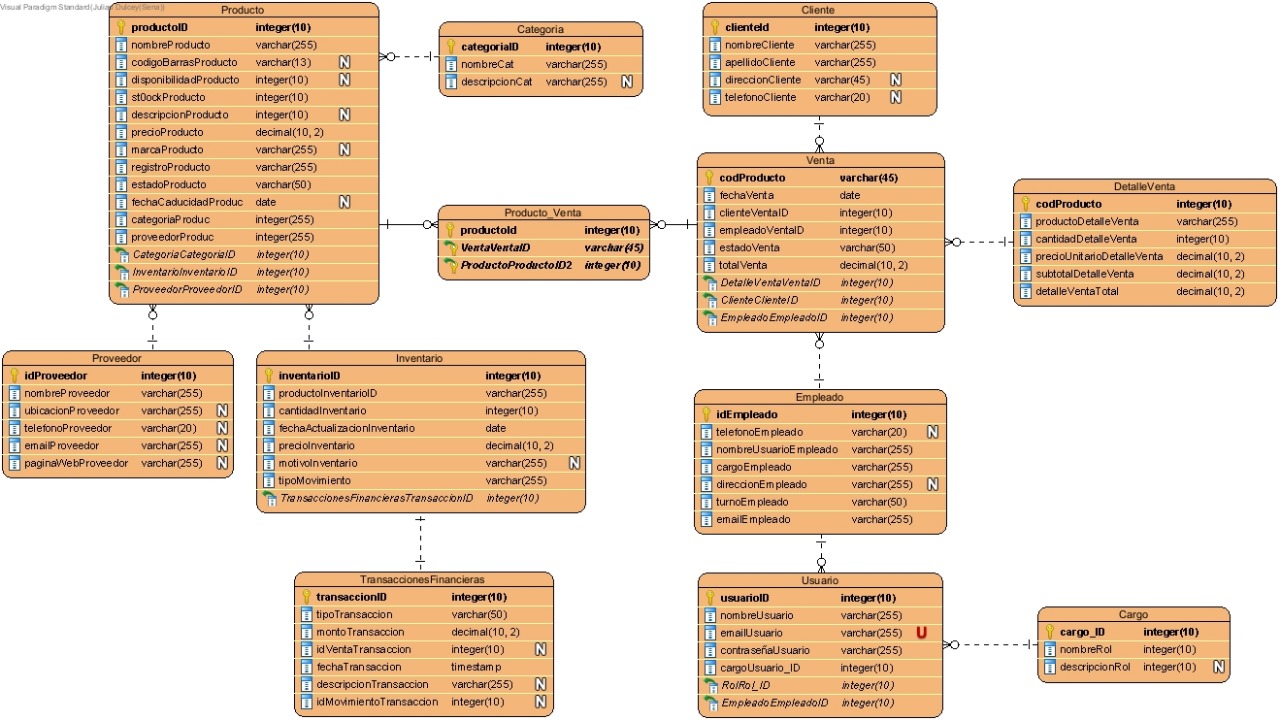 Visual Paradigm Standard(Julian Dulcey(Sena))
Producto
productoID integer(10)
nombreProducto varchar(255)
codigoBarrasProducto varchar(13) N
disponibilidadProducto integer(10) N
st0ockProducto integer(10)
descripcionProducto integer(10) N
precioProducto decimal(10, 2)
marcaProducto varchar(255) N
registroProducto varchar(255)
estadoProducto varchar(50)
fechaCaducidadProduc date N
categoriaProduc integer(255)
proveedorProduc integer(255)
CategoriaCategoriaID integer(10)
InventarioInventarioID integer(10)
ProveedorProveedorID integer(10)
Categoria
categoriaID integer(10)
nombreCat varchar(255)
descripcionCat varchar(255) N
Cliente
clienteId integer(10)
nombreCliente varchar(255)
apellidoCliente varchar(255)
direccionCliente varchar(45) N
telefonoCliente varchar(20) N
Producto_Venta
productoId integer(10)
VentaVentaID varchar(45)
ProductoProductoID2 integer(10)
Venta
codProducto varchar(45)
fechaVenta date
clienteVentaID integer(10)
empleadoVentaID integer(10)
estadoVenta varchar(50)
totalVenta decimal(10, 2)
DetalleVentaVentaID integer(10)
ClienteClienteID integer(10)
EmpleadoEmpleadoID integer(10)
DetalleVenta
codProducto integer(10)
productoDetalleVenta varchar(255)
cantidadDetalleVenta integer(10)
precioUnitarioDetalleVenta decimal(10, 2)
subtotalDetalleVenta decimal(10, 2)
detalleVentaTotal decimal(10, 2)
Proveedor
idProveedor integer(10)
nombreProveedor varchar(255)
ubicacionProveedor varchar(255) N
telefonoProveedor varchar(20) N
emailProveedor varchar(255) N
paginaWebProveedor varchar(255) N
Inventario
inventarioID integer(10)
productoInventarioID varchar(255)
cantidadInventario integer(10)
fechaActualizacionInventario date
precioInventario decimal(10, 2)
motivoInventario varchar(255) N
tipoMovimiento varchar(255)
TransaccionesFinancierasTransaccionID integer(10)
Empleado
idEmpleado integer(10)
telefonoEmpleado varchar(20) N
nombreUsuarioEmpleado varchar(255)
cargoEmpleado varchar(255)
direccionEmpleado varchar(255) N
turnoEmpleado varchar(50)
emailEmpleado varchar(255)
TransaccionesFinancieras
transaccionID integer(10)
tipoTransaccion varchar(50)
montoTransaccion decimal(10, 2)
idVentaTransaccion integer(10) N
fechaTransaccion timestamp
descripcionTransaccion varchar(255) N
idMovimientoTransaccion integer(10) N
Usuario
usuarioID integer(10)
nombreUsuario varchar(255)
emailUsuario varchar(255) U
contraseñaUsuario varchar(255)
cargoUsuario_ID integer(10)
RolRol_ID integer(10)
EmpleadoEmpleadoID integer(10)
Cargo
cargo_ID integer(10)
nombreRol integer(10)
descripcionRol integer(10) N